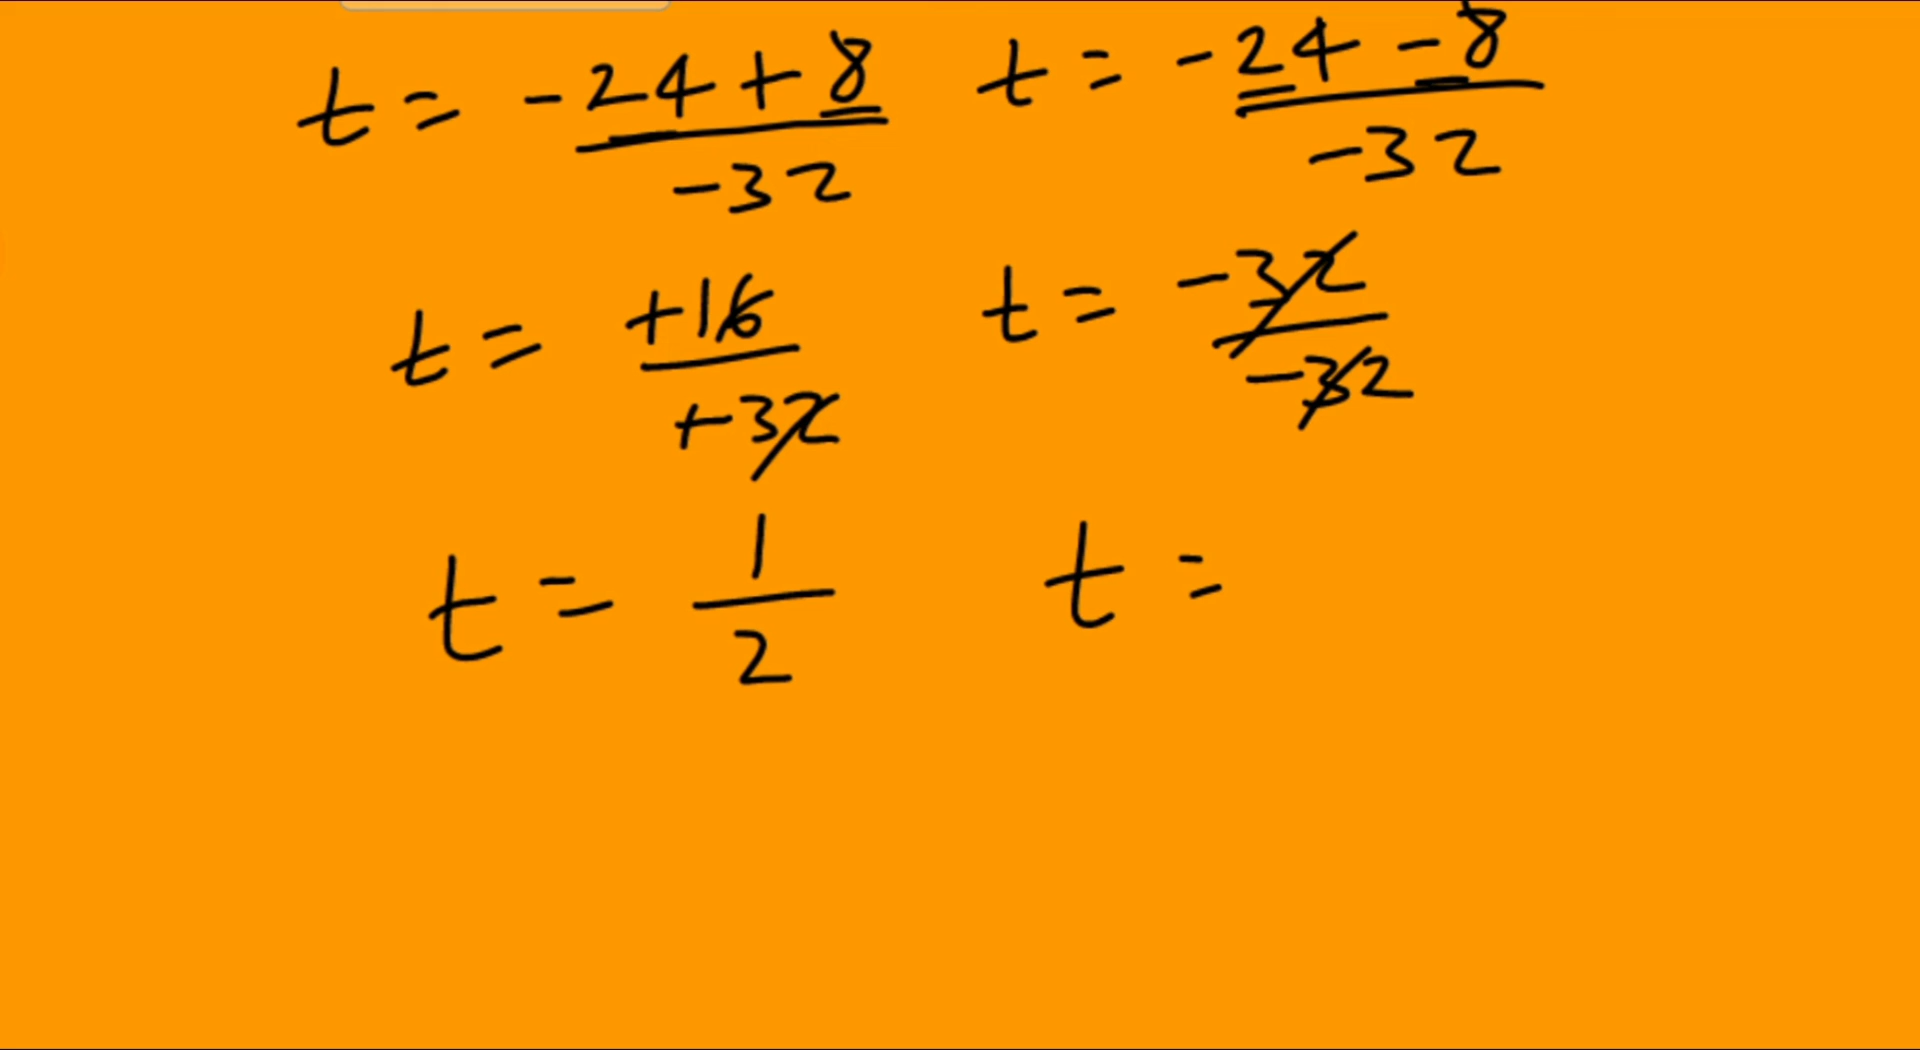 t = -24 + 8 t = -24 - 8
-32 -32
t = +16 t = -32
+32 -32
t = 1 t =
2